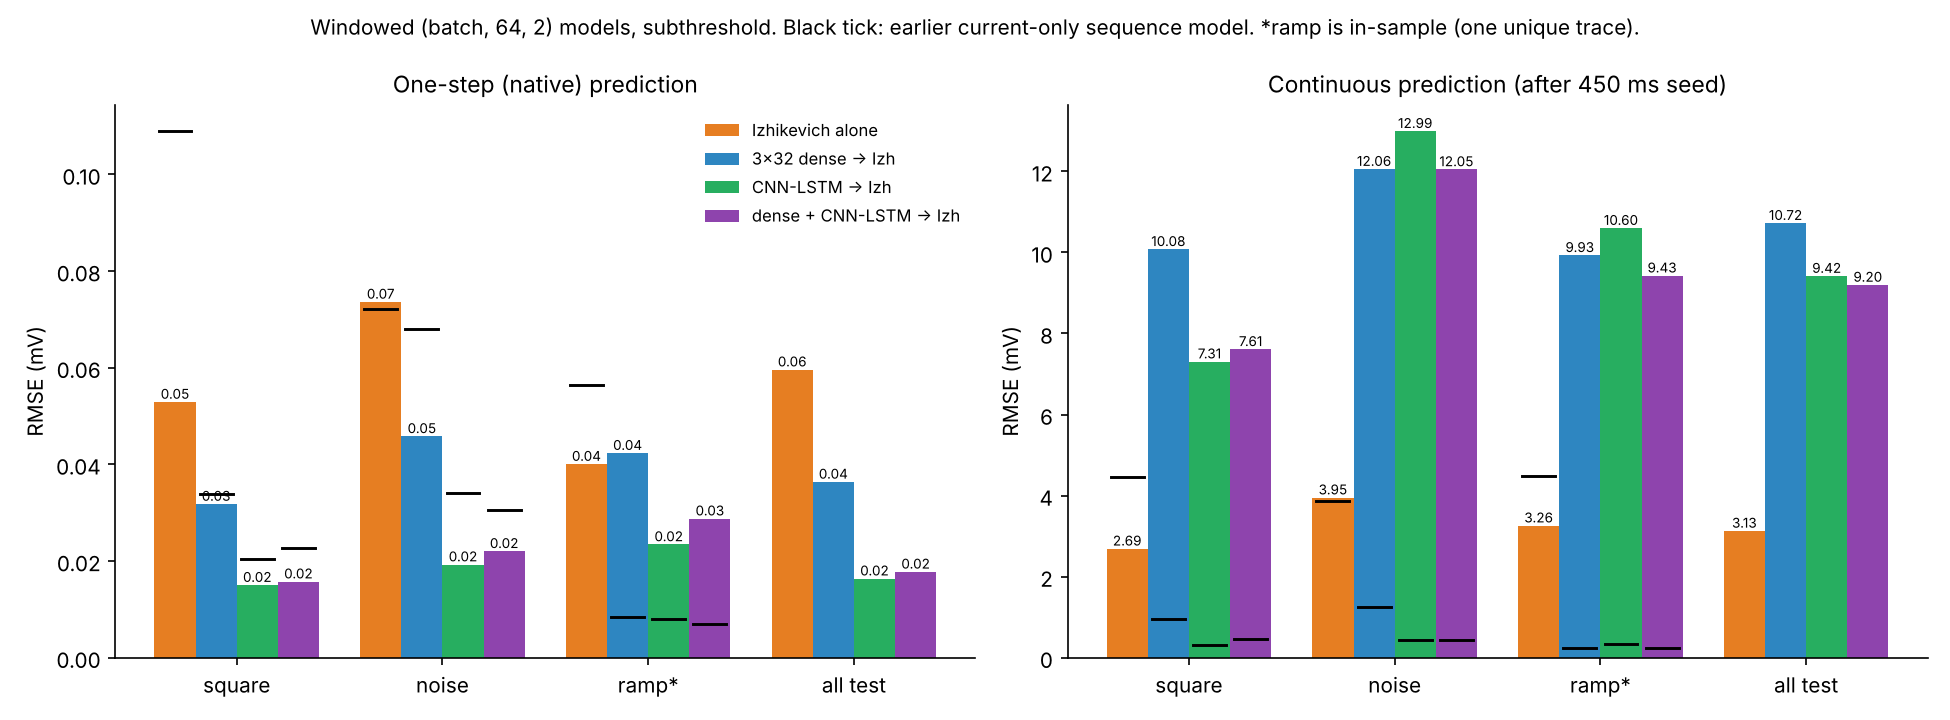 Windowed (batch, 64, 2) models, subthreshold. Black tick: earlier current-only sequence model. *ramp is in-sample (one unique trace).
One-step (native) prediction
RMSE (mV)
0.10
0.08
0.06
0.04
0.02
0.00
Izhikevich alone
3×32 dense → Izh
CNN-LSTM → Izh
dense + CNN-LSTM → Izh
0.05
0.03
0.02
0.02
0.07
0.05
0.02
0.02
0.04
0.04
0.02
0.03
0.06
0.04
0.02
0.02
square
noise
ramp*
all test
Continuous prediction (after 450 ms seed)
RMSE (mV)
12
10
8
6
4
2
0
2.69
10.08
7.31
7.61
3.95
12.06
12.99
12.05
3.26
9.93
10.60
9.43
3.13
10.72
9.42
9.20
square
noise
ramp*
all test